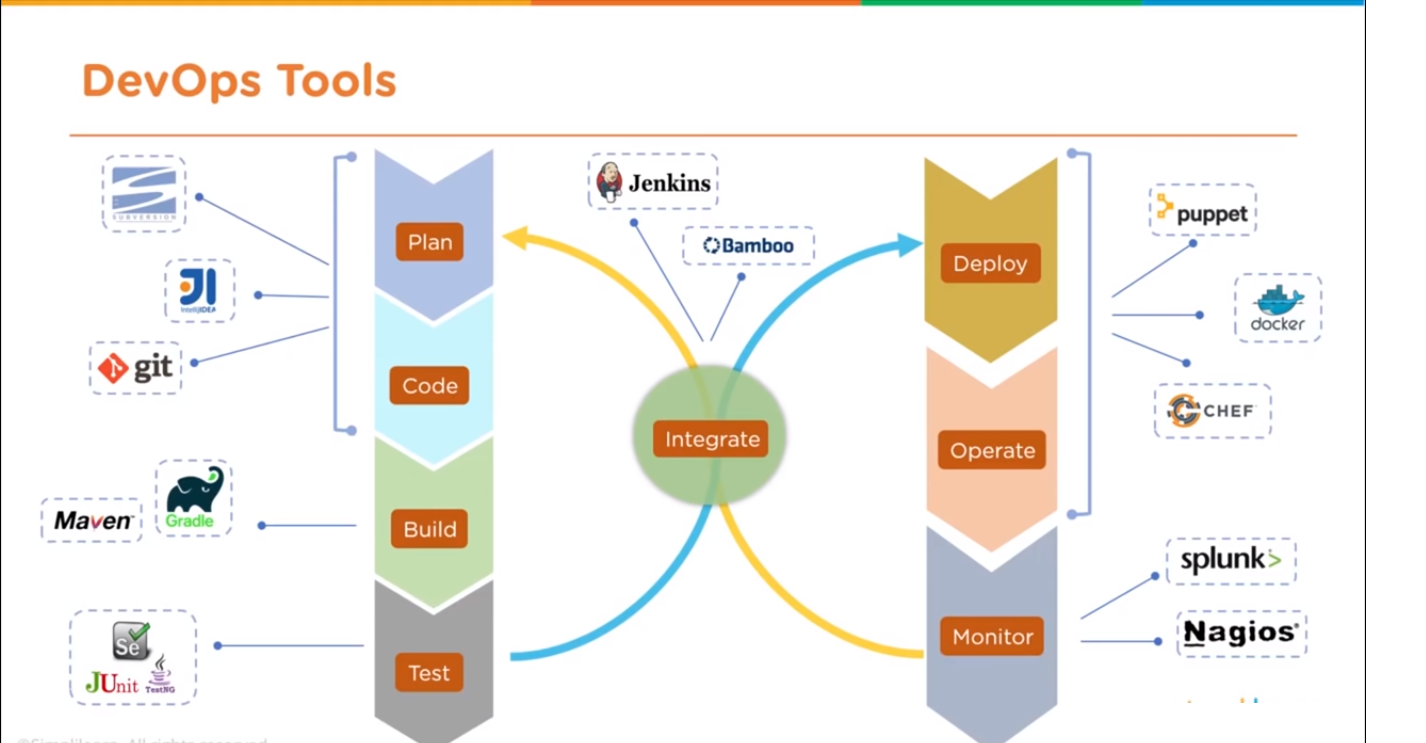 DevOps Tools
SUBVERSION
Plan
Jenkins
Bamboo
Deploy
puppet
JI
IntelliJIDEA
git
Code
docker
CHEF
Integrate
Operate
Maven
Gradle
Build
splunk>
Se
JUnit
TestNG
Test
Monitor
Nagios®